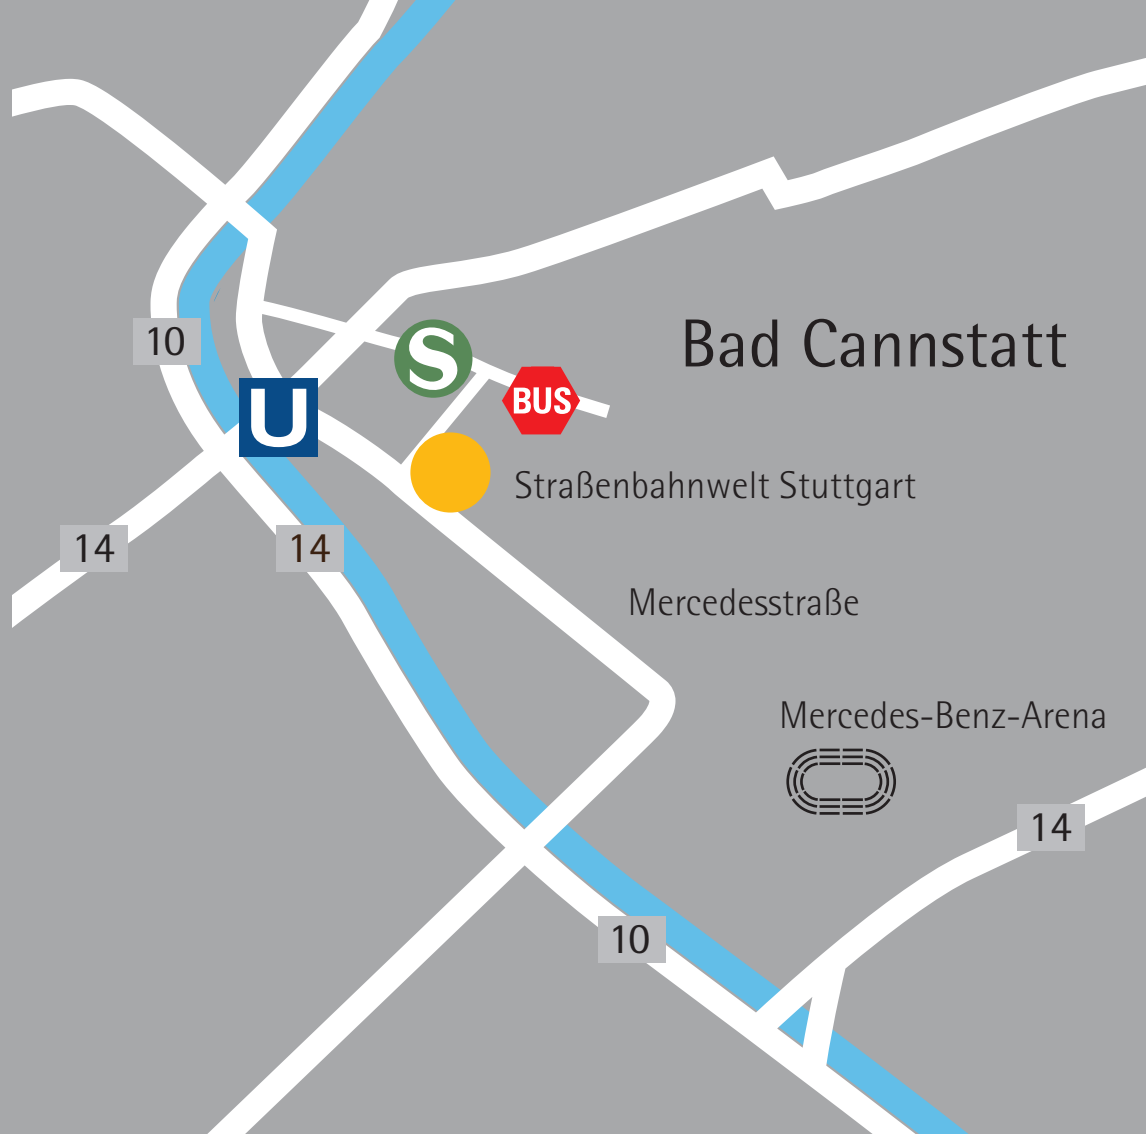 10
S
Bad Cannstatt
BUS
U
Straßenbahnwelt Stuttgart
14
14
Mercedesstraße
Mercedes-Benz-Arena
14
10